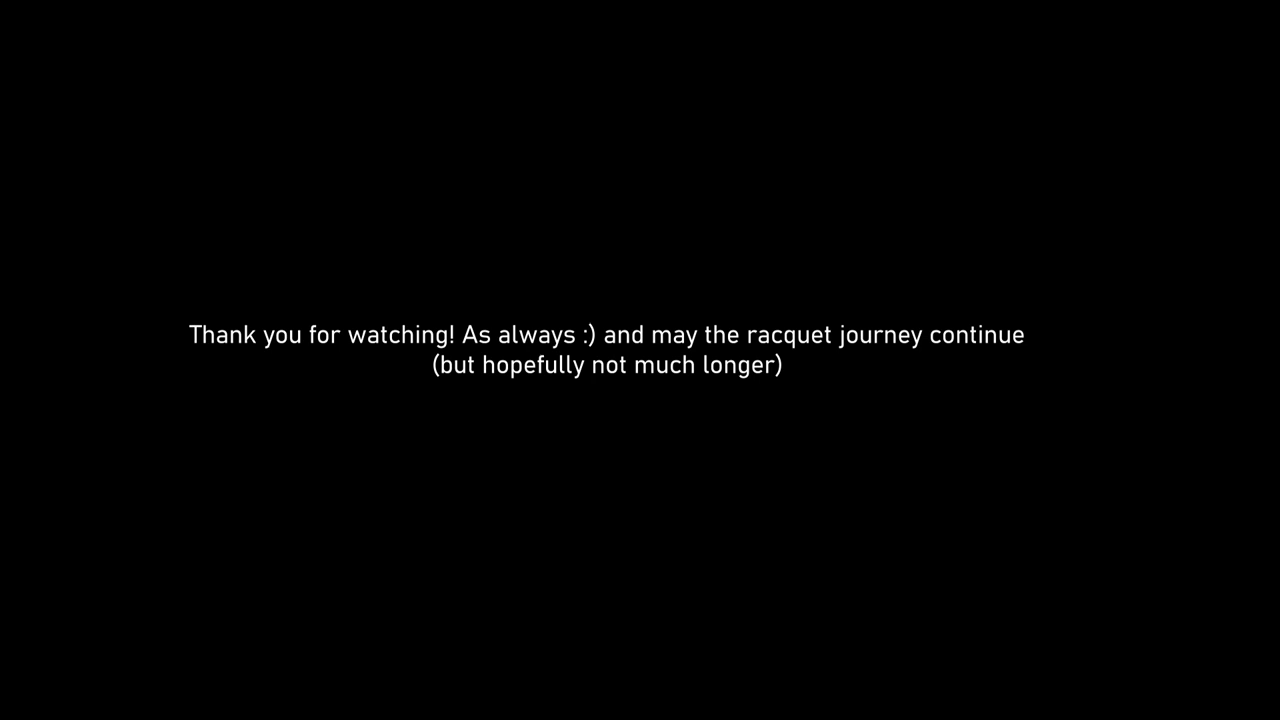 Thank you for watching! As always :) and may the racquet journey continue
(but hopefully not much longer)